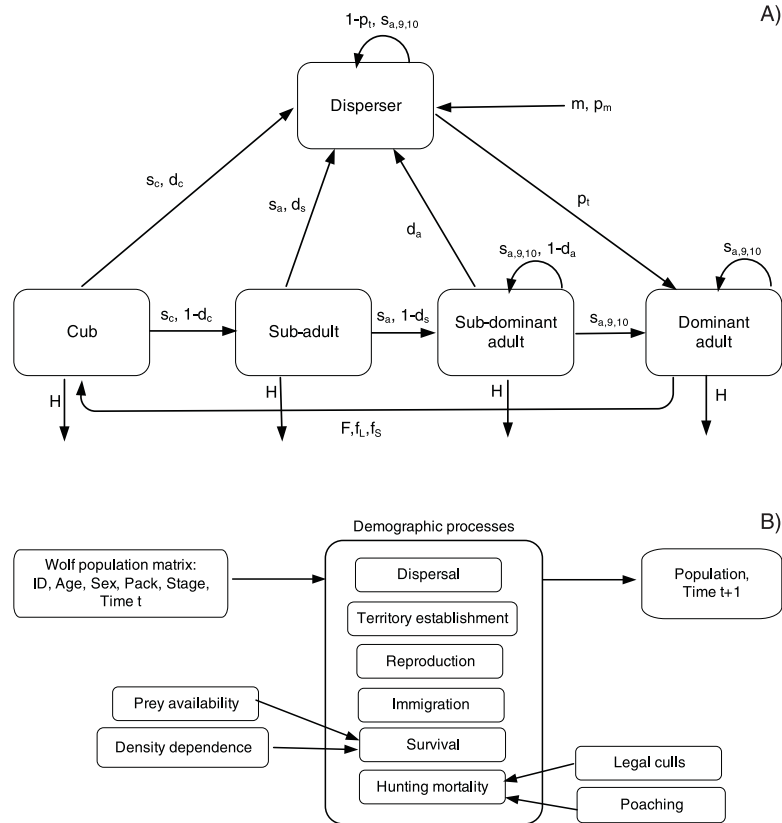 A)
1-pt, sa,9,10
Disperser
m, pm
sc, dc
sa, ds
da
pt
sa,9,10, 1-da
sa,9,10
Cub
sc, 1-dc
Sub-adult
sa, 1-ds
Sub-dominant
adult
sa,9,10
Dominant
adult
H
H
H
H
F,fL,fS
B)
Demographic processes
Wolf population matrix:
ID, Age, Sex, Pack, Stage,
Time t
Dispersal
Population,
Time t+1
Territory establishment
Reproduction
Immigration
Prey availability
Density dependence
Survival
Hunting mortality
Legal culls
Poaching